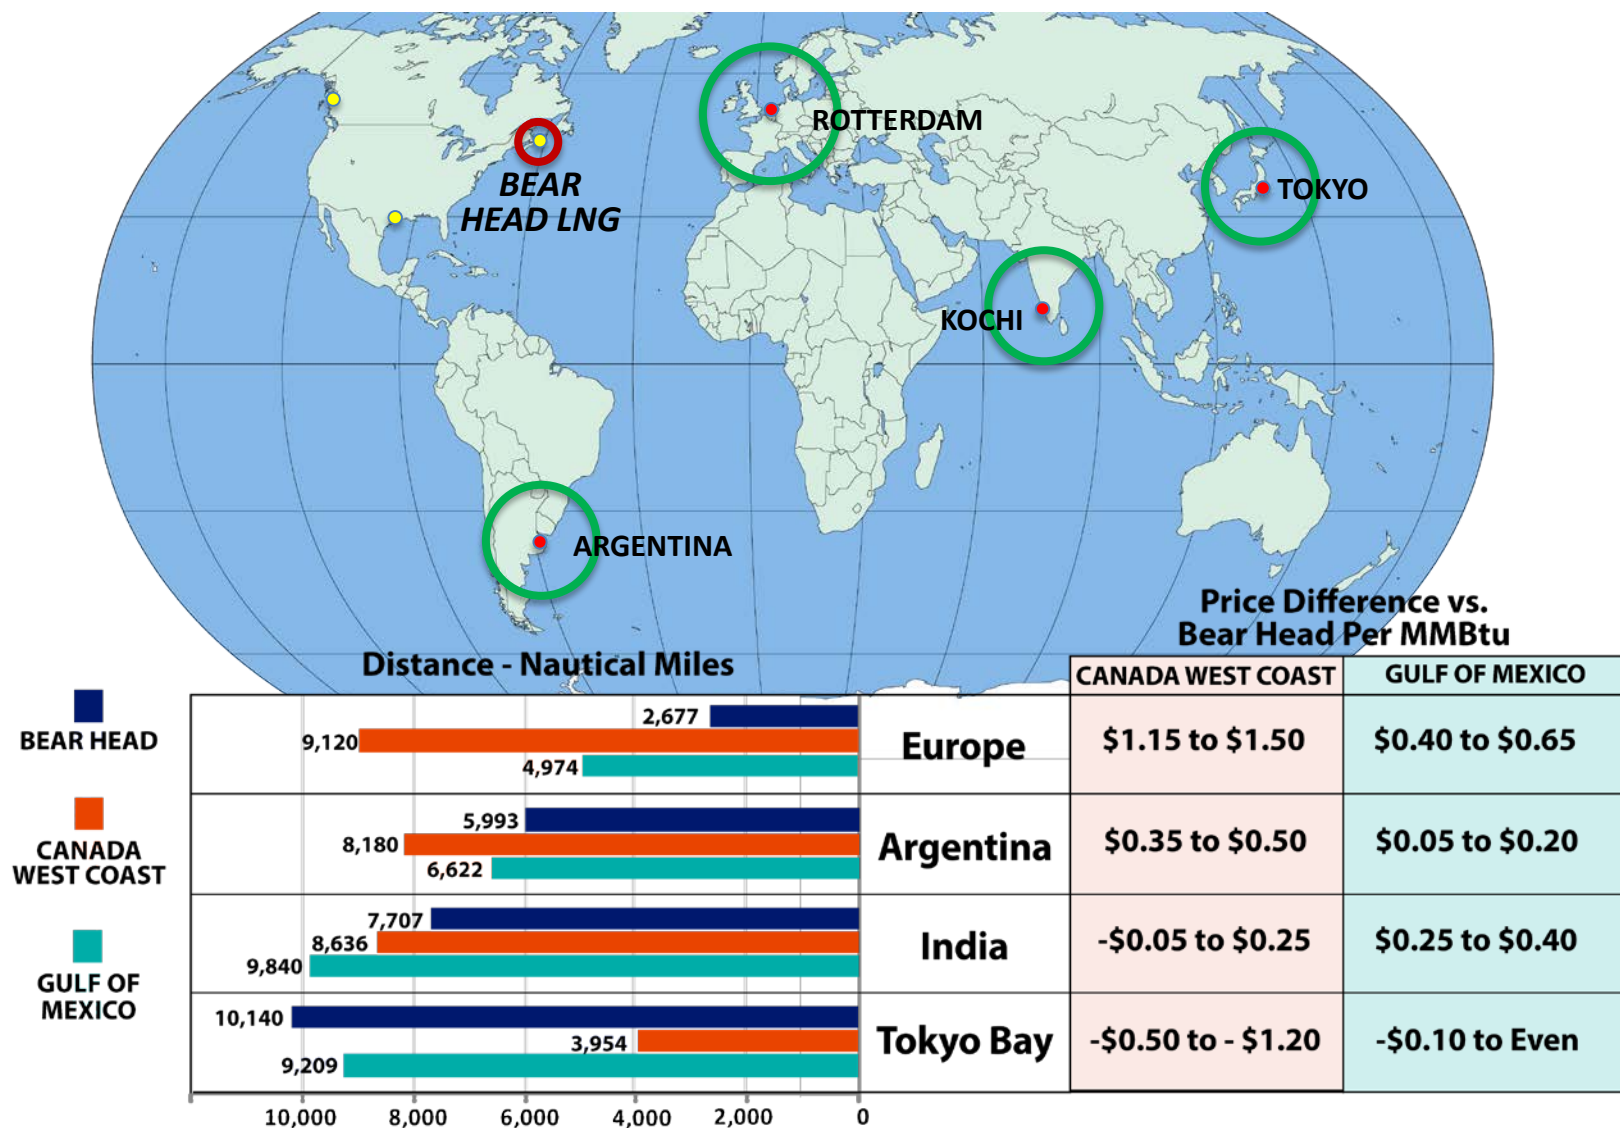 ROTTERDAM
TOKYO
BEAR
HEAD LNG
KOCHI
ARGENTINA
Price Difference vs.
Bear Head Per MMBtu
Distance - Nautical Miles
CANADA WEST COAST
GULF OF MEXICO
BEAR HEAD
CANADA
WEST COAST
GULF OF
MEXICO
2,677
9,120
4,974
Europe
$1.15 to $1.50
$0.40 to $0.65
5,993
8,180
6,622
Argentina
$0.35 to $0.50
$0.05 to $0.20
7,707
8,636
9,840
India
-$0.05 to $0.25
$0.25 to $0.40
10,140
3,954
9,209
Tokyo Bay
-$0.50 to - $1.20
-$0.10 to Even
10,000
8,000
6,000
4,000
2,000
0